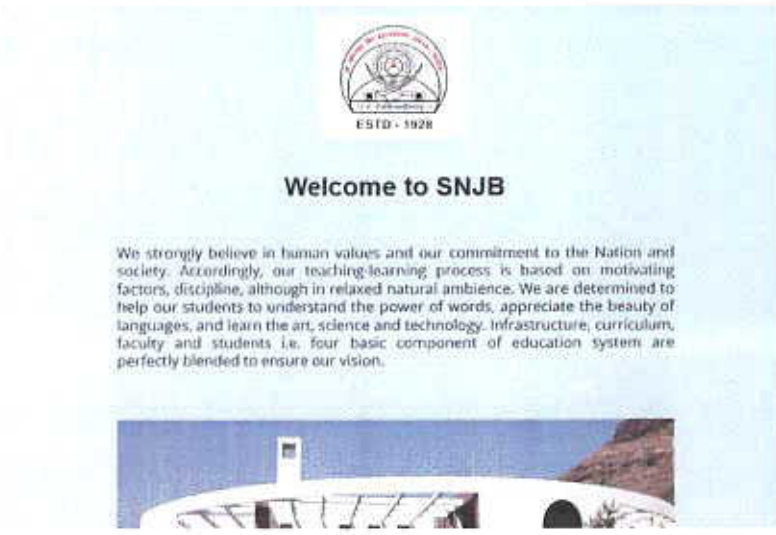 ESTD - 1928
Welcome to SNJB
We strongly believe in human values and our commitment to the Nation and
society. Accordingly, our teaching-learning process is based on motivating
factors, discipline, although in relaxed natural ambience. We are determined to
help our students to understand the power of words, appreciate the beauty of
languages, and learn the art, science and technology. Infrastructure, curriculum,
faculty and students i.e. four basic component of education system are
perfectly blended to ensure our vision.